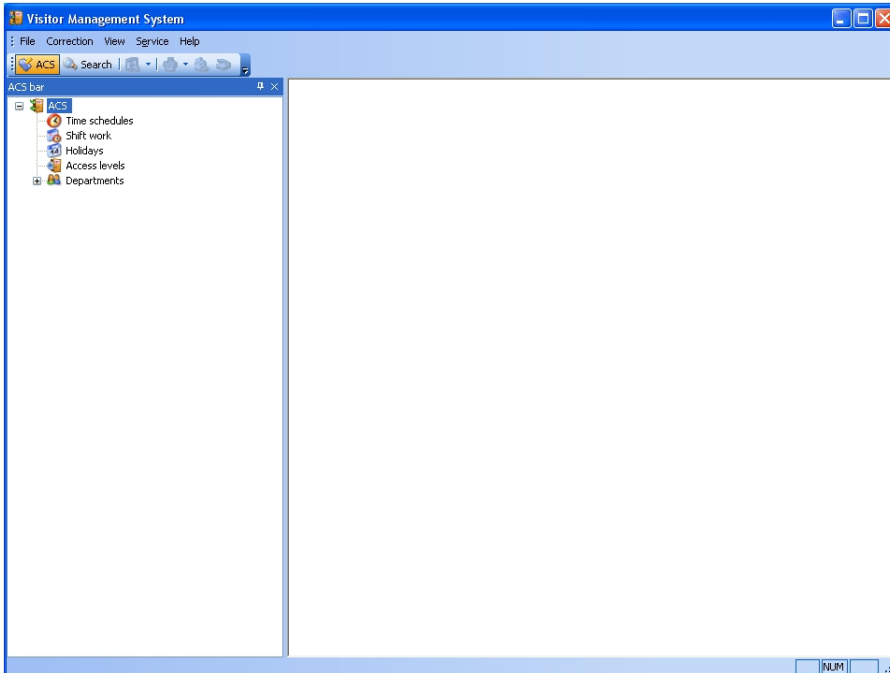 Visitor Management System
File Correction View Service Help
ACS Search
ACS bar
ACS
Time schedules
Shift work
Holidays
Access levels
Departments
NUM